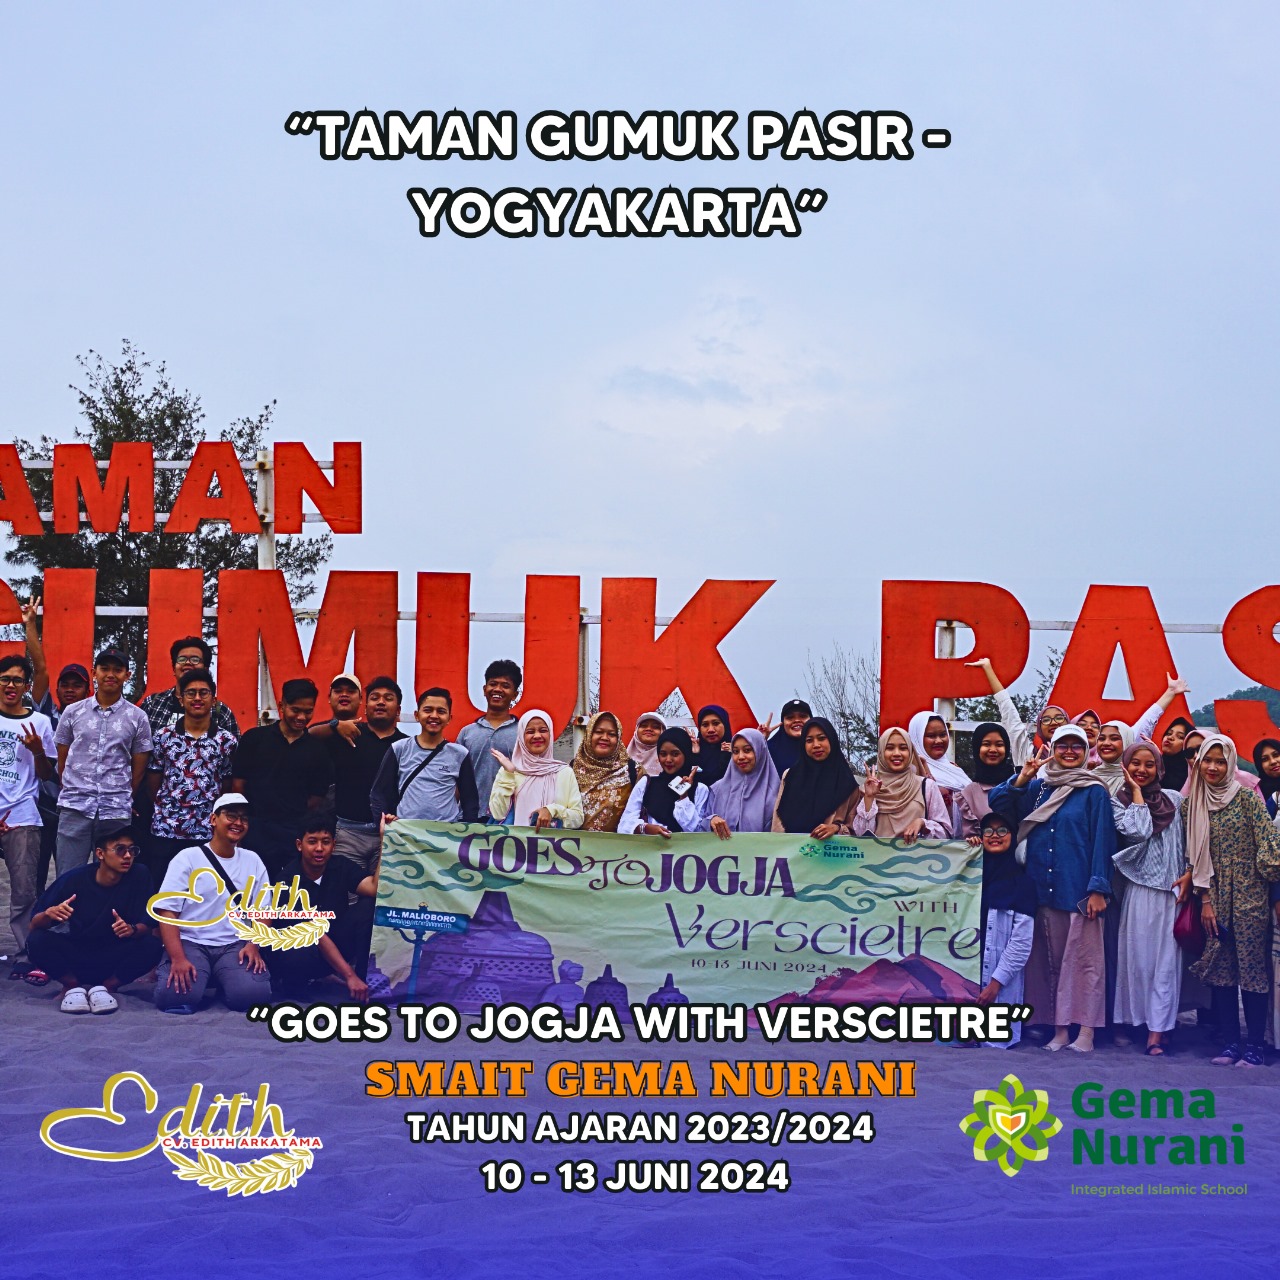 “TAMAN GUMUK PASIR -
YOGYAKARTA”
AMAN
GUMUK PAS
GOES TO JOGJA
Gema
Nurani
JL. MALIOBORO
WITH
Verscietre
10-13 JUNI 2024
Edith
CV. EDITH ARKATAMA
“GOES TO JOGJA WITH VERSCIETRE”
SMAIT GEMA NURANI
TAHUN AJARAN 2023/2024
10 - 13 JUNI 2024
Edith
CV. EDITH ARKATAMA
Gema
Nurani
Integrated Islamic School